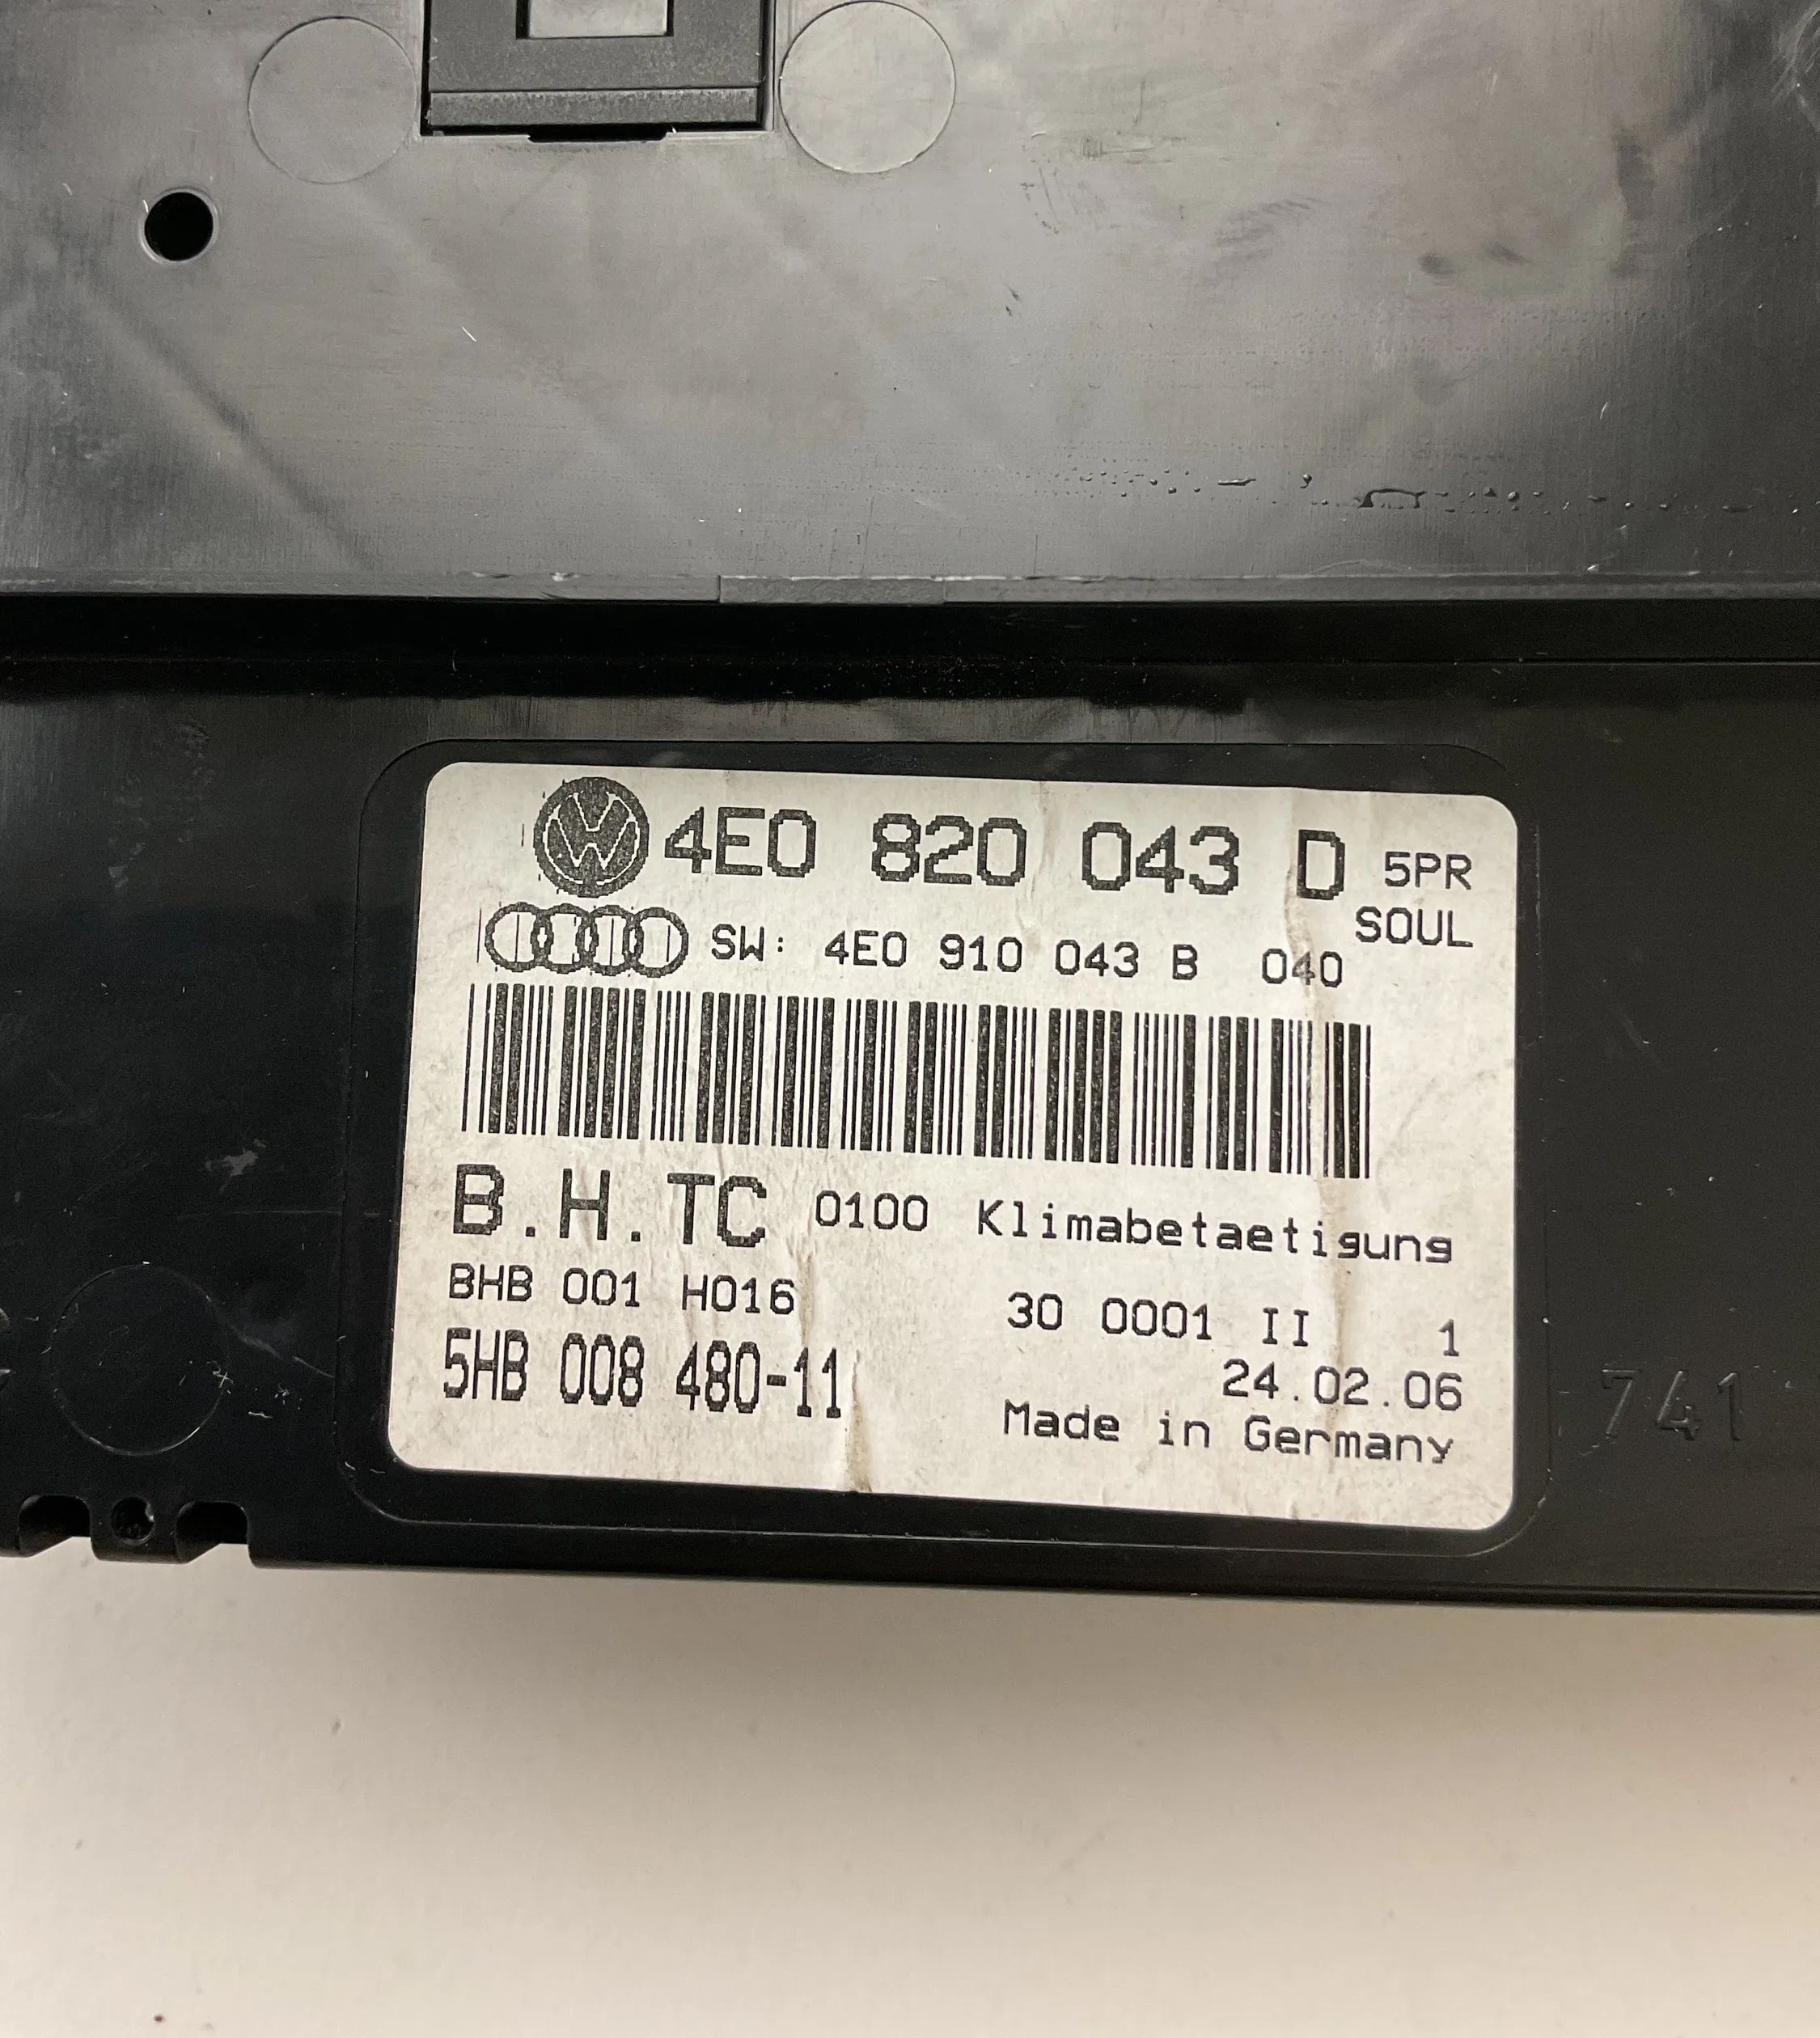 4E0 820 043 D 5PR
SOUL
SW: 4E0 910 043 B 040
B.H.TC 0100 Klimabetaetigung
BHB 001 H016
30 0001 II 1
5HB 008 480-11
24.02.06
Made in Germany
741